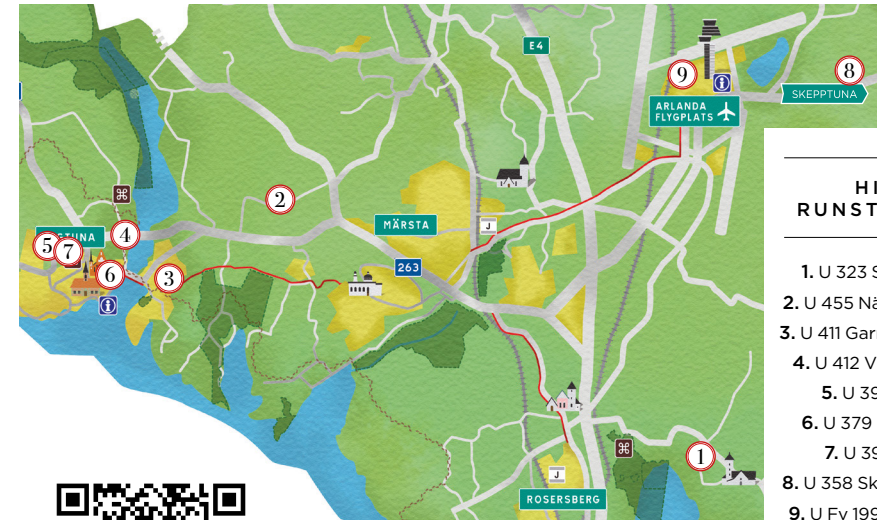 E4
9
8
SKEPPTUNA
ARLANDA
FLYGPLATS
2
MÄRSTA
J
5
7
4
6
3
263
1
J
ROSERSBERG
HI
RUNST
1. U 323 S
2. U 455 Nä
3. U 411 Gar
4. U 412 V
5. U 39
6. U 379
7. U 39
8. U 358 Sk
9. U Fv 199